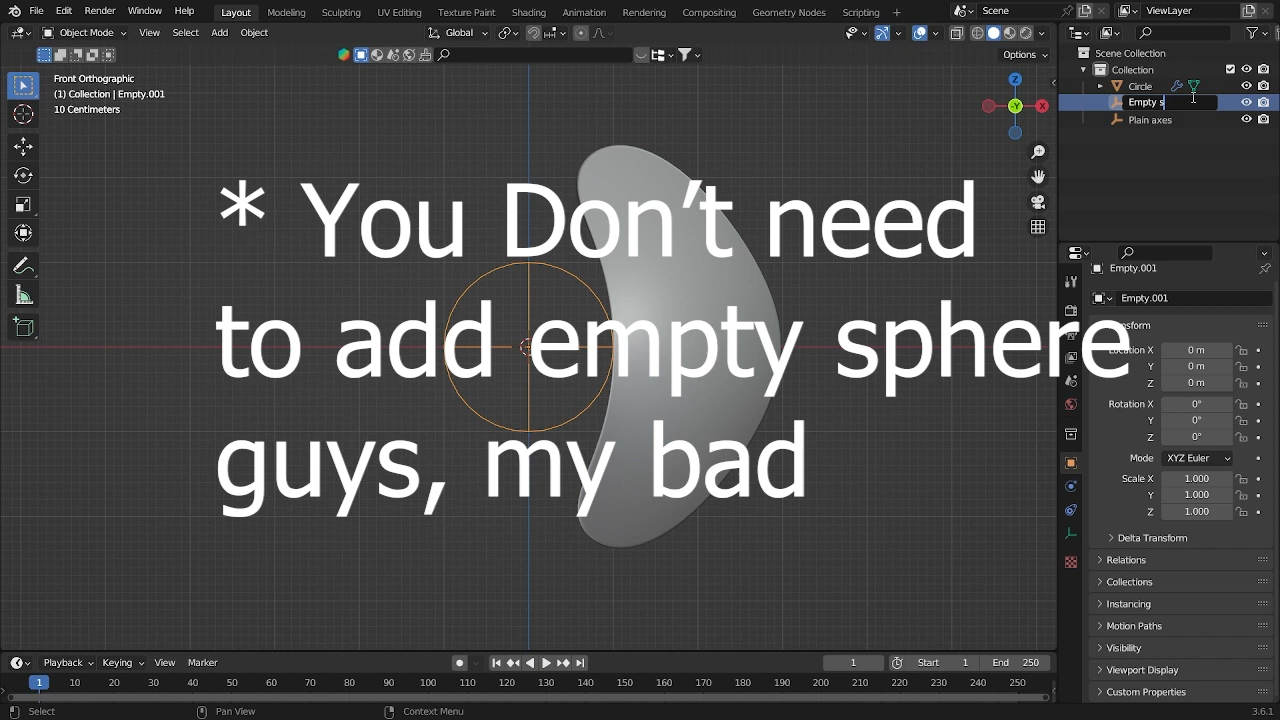 File Edit Render Window Help Layout Modeling Sculpting UV Editing Texture Paint Shading Animation Rendering Compositing Geometry Nodes Scripting + Scene ViewLayer
Object Mode View Select Add Object Global
Options
Front Orthographic
(1) Collection | Empty.001
10 Centimeters
Z
X
-Y
Scene Collection
Collection
Circle
Empty s
Plain axes
* You Don't need
to add empty sphere
guys, my bad
Empty.001
Empty.001
Transform
Location X 0 m
Y 0 m
Z 0 m
Rotation X 0°
Y 0°
Z 0°
Mode XYZ Euler
Scale X 1.000
Y 1.000
Z 1.000
Delta Transform
Relations
Collections
Instancing
Motion Paths
Visibility
Viewport Display
Custom Properties
Playback Keying View Marker 1 Start 1 End 250
1 10 20 30 40 50 60 70 80 90 100 110 120 130 140 150 160 170 180 190 200 210 220 230 240 250
Select Pan View Context Menu 3.6.1